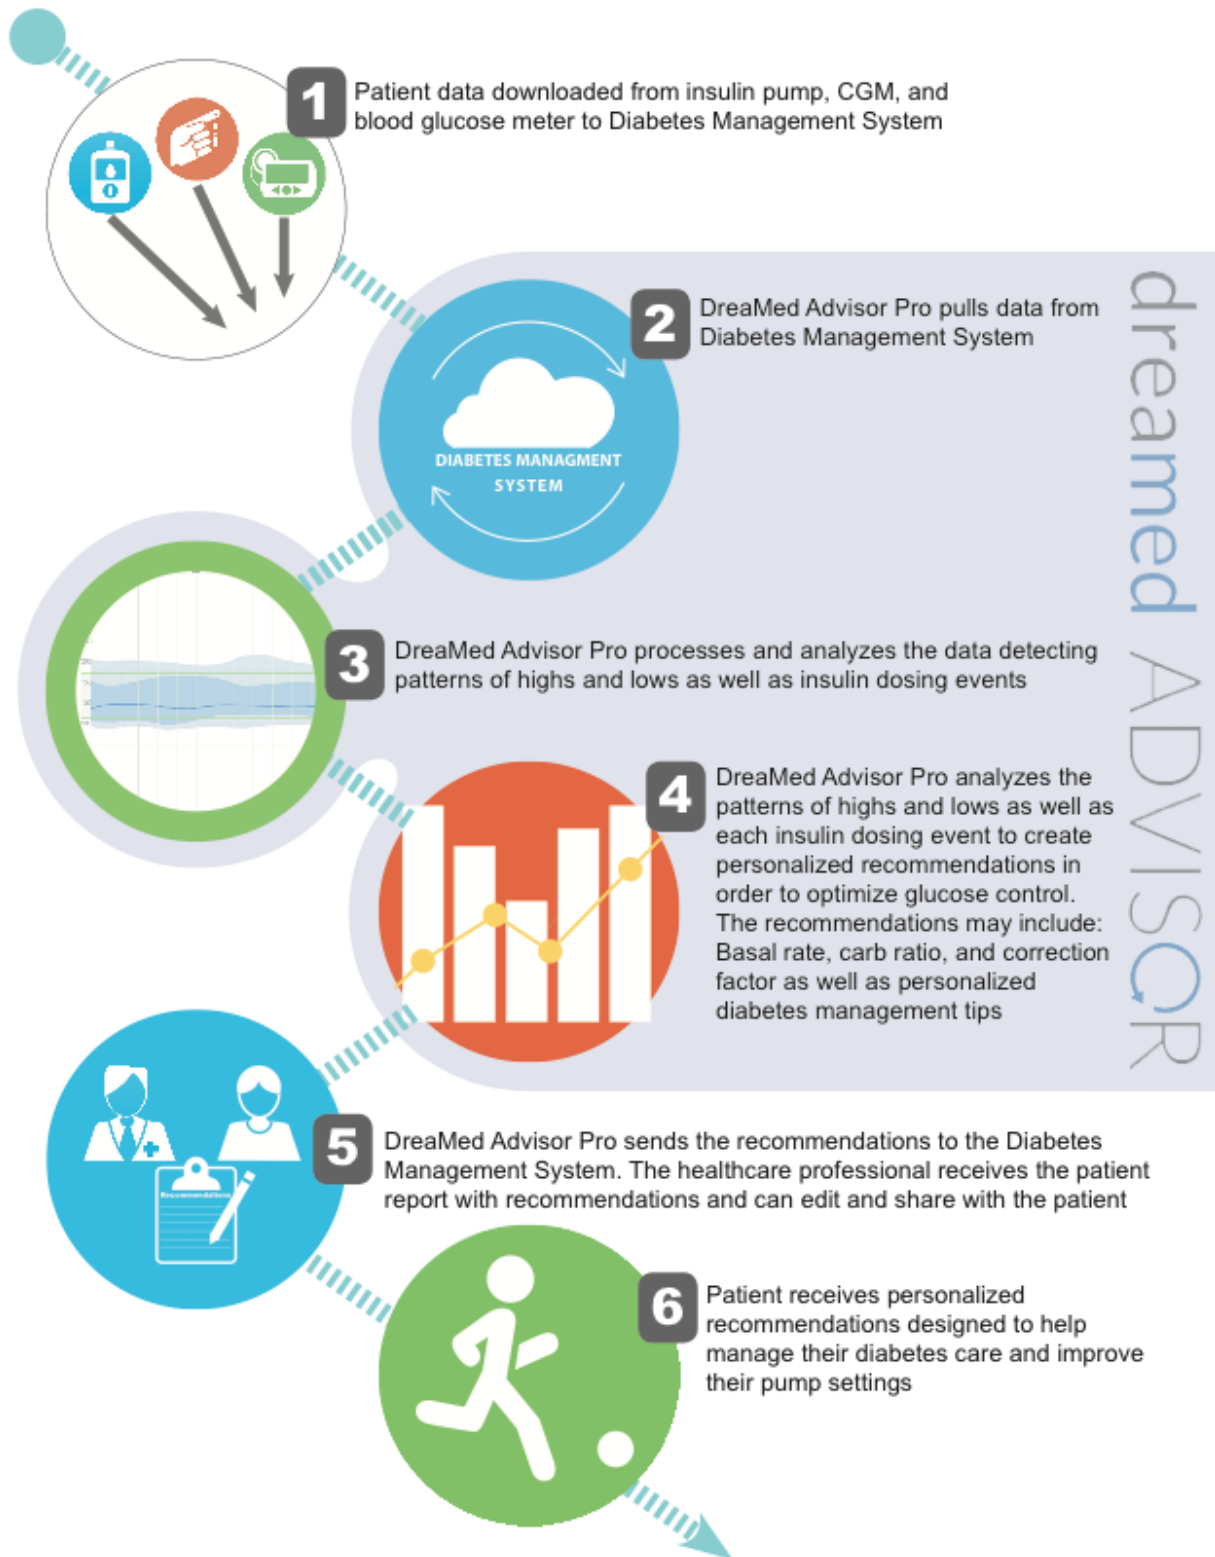 1
Patient data downloaded from insulin pump, CGM, and
blood glucose meter to Diabetes Management System
2
DreaMed Advisor Pro pulls data from
Diabetes Management System
DIABETES MANAGMENT
SYSTEM
dreamed ADVISOR
3
DreaMed Advisor Pro processes and analyzes the data detecting
patterns of highs and lows as well as insulin dosing events
4
DreaMed Advisor Pro analyzes the
patterns of highs and lows as well as
each insulin dosing event to create
personalized recommendations in
order to optimize glucose control.
The recommendations may include:
Basal rate, carb ratio, and correction
factor as well as personalized
diabetes management tips
5
DreaMed Advisor Pro sends the recommendations to the Diabetes
Management System. The healthcare professional receives the patient
report with recommendations and can edit and share with the patient
Recommendations
6
Patient receives personalized
recommendations designed to help
manage their diabetes care and improve
their pump settings